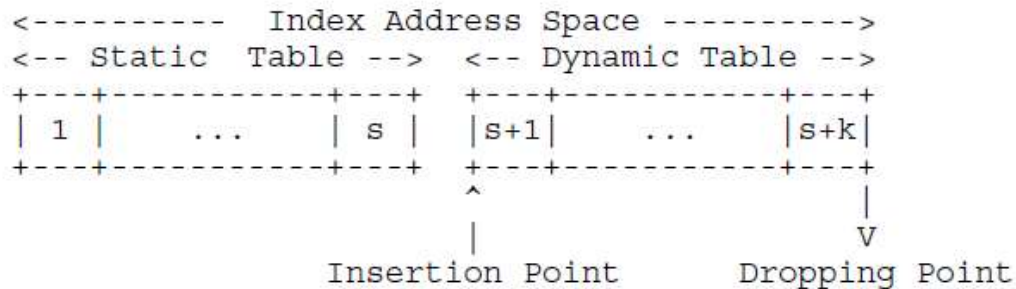 <----------  Index Address Space ---------->
<-- Static  Table -->  <-- Dynamic Table -->
+---+-----------+---+  +---+-----------+---+
| 1 |    ...    | s |  |s+1|    ...    |s+k|
+---+-----------+---+  +---+-----------+---+
                       ^                   |
                       |                   V
                Insertion Point      Dropping Point